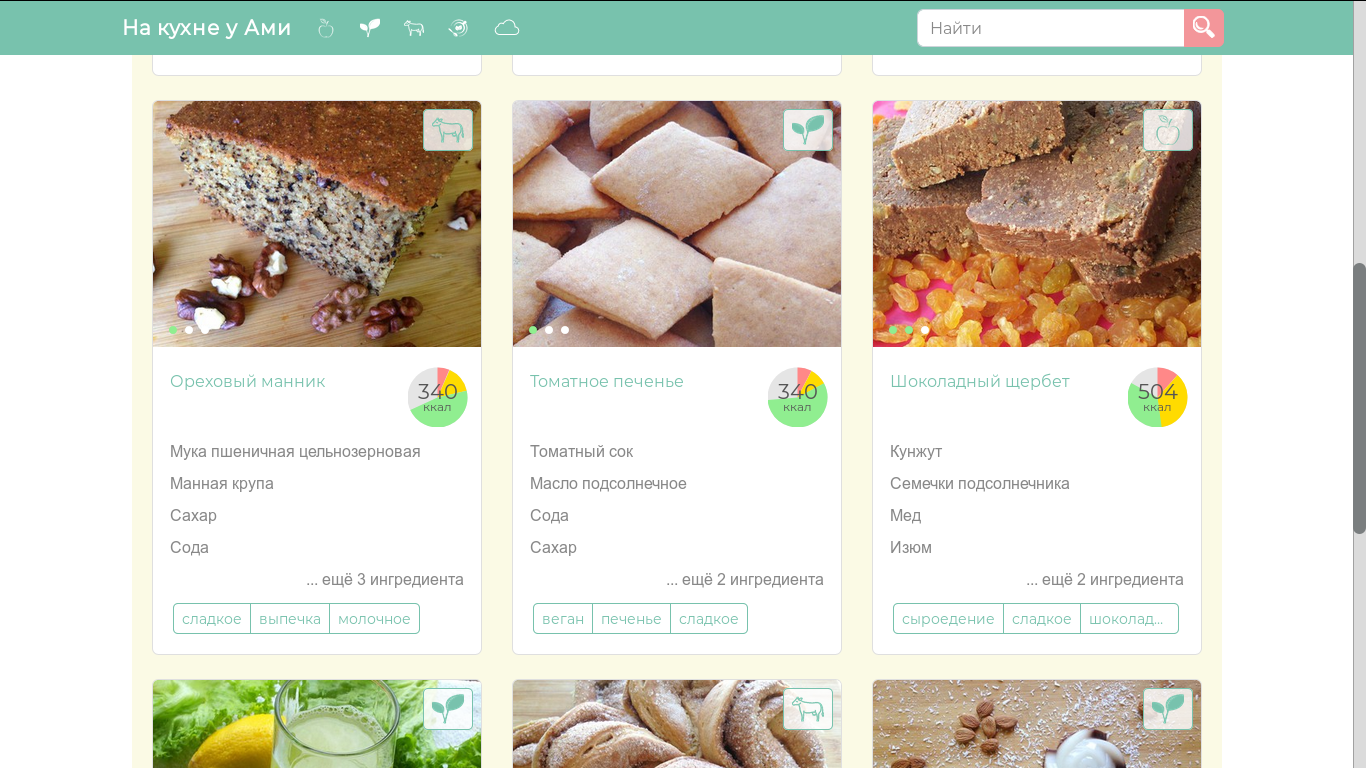 На кухне у Ами
Найти
Ореховый манник
340
ккал
Мука пшеничная цельнозерновая
Манная крупа
Сахар
Сода
... ещё 3 ингредиента
сладкое выпечка молочное
Томатное печенье
340
ккал
Томатный сок
Масло подсолнечное
Сода
Сахар
... ещё 2 ингредиента
веган печенье сладкое
Шоколадный щербет
504
ккал
Кунжут
Семечки подсолнечника
Мед
Изюм
... ещё 2 ингредиента
сыроедение сладкое шоколад...